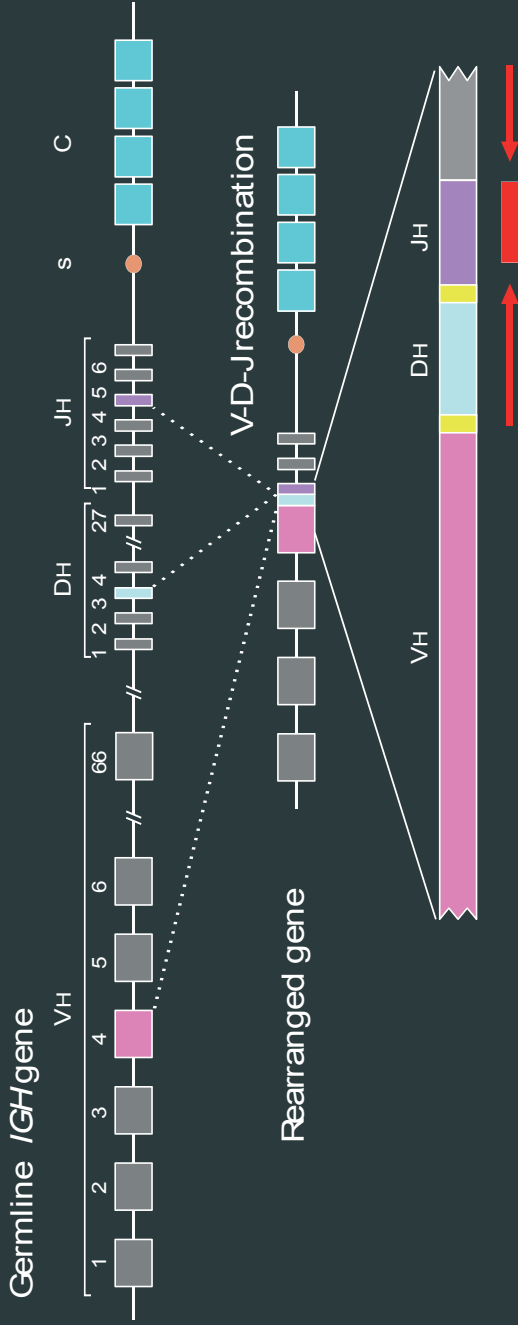 Germline IGH gene
VH DH JH s C
1 2 3 4 5 6 66 1 2 3 4 27 1 2 3 4 5 6
V-D-J recombination
Rearranged gene
VH DH JH